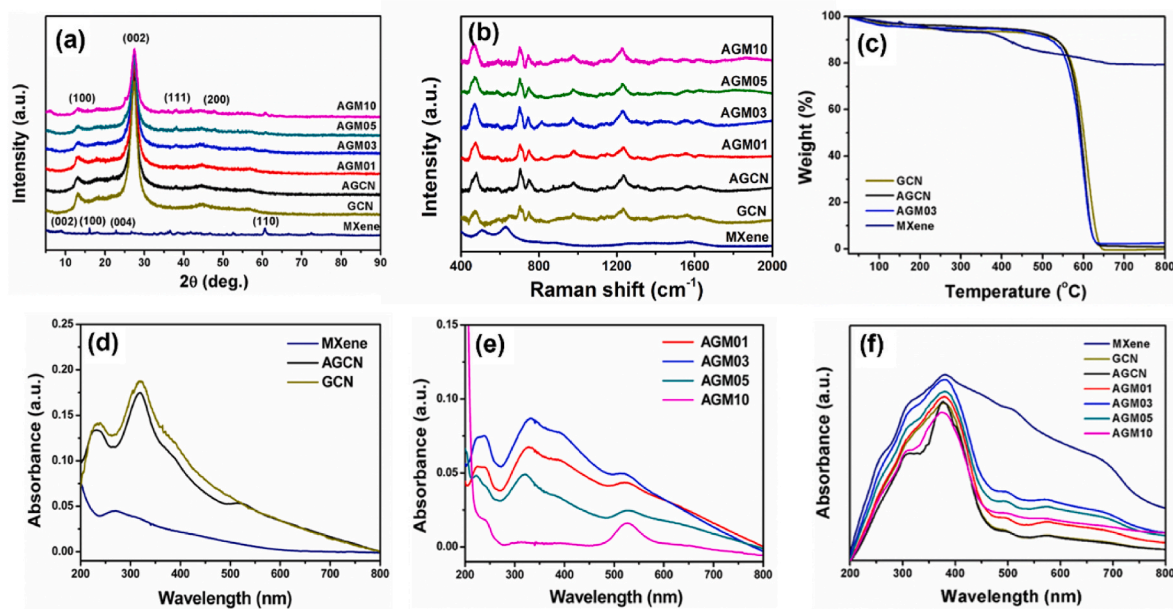 (a)
(002)
(100)
(111)
(200)
AGM10
AGM05
AGM03
AGM01
AGCN
GCN
MXene
(002)
(100)
(004)
(110)
Intensity (a.u.)
10 20 30 40 50 60 70 80 90
2θ (deg.)
(b)
AGM10
AGM05
AGM03
AGM01
AGCN
GCN
MXene
Intensity (a.u.)
400 800 1200 1600 2000
Raman shift (cm-1)
(c)
100
80
60
40
20
0
Weight (%)
GCN
AGCN
AGM03
MXene
100 200 300 400 500 600 700 800
Temperature (oC)
(d)
0.25
0.20
0.15
0.10
0.05
0.00
Absorbance (a.u.)
MXene
AGCN
GCN
200 300 400 500 600 700 800
Wavelength (nm)
(e)
0.15
0.10
0.05
0.00
Absorbance (a.u.)
AGM01
AGM03
AGM05
AGM10
200 300 400 500 600 700 800
Wavelength (nm)
(f)
Absorbance (a.u.)
MXene
GCN
AGCN
AGM01
AGM03
AGM05
AGM10
200 300 400 500 600 700 800
Wavelength (nm)